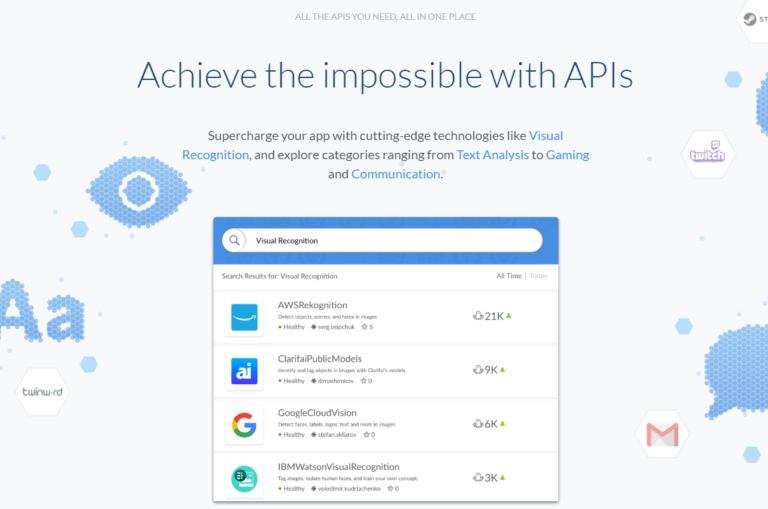 ALL THE APIS YOU NEED, ALL IN ONE PLACE
ST
Achieve the impossible with APIs
Supercharge your app with cutting-edge technologies like Visual
Recognition, and explore categories ranging from Text Analysis to Gaming
and Communication.
twitch
Visual Recognition
Search Results for: Visual Recognition All Time | Today
AWSRekognition
Detect objects, scenes, and faces in images
Healthy serg.osipchuk 5
21K
Aa
ai
ClarifaiPublicModels
Identify and tag objects in images with Clarifai's models.
Healthy dimashirokov 0
9K
twinw·rd
GoogleCloudVision
Detect faces, labels, logos, text and more in images.
Healthy stefan.skliarov 0
6K
IBMWatsonVisualRecognition
Tag images, isolate human faces, and train your own concept.
Healthy volodimir.kudriachenko 0
3K